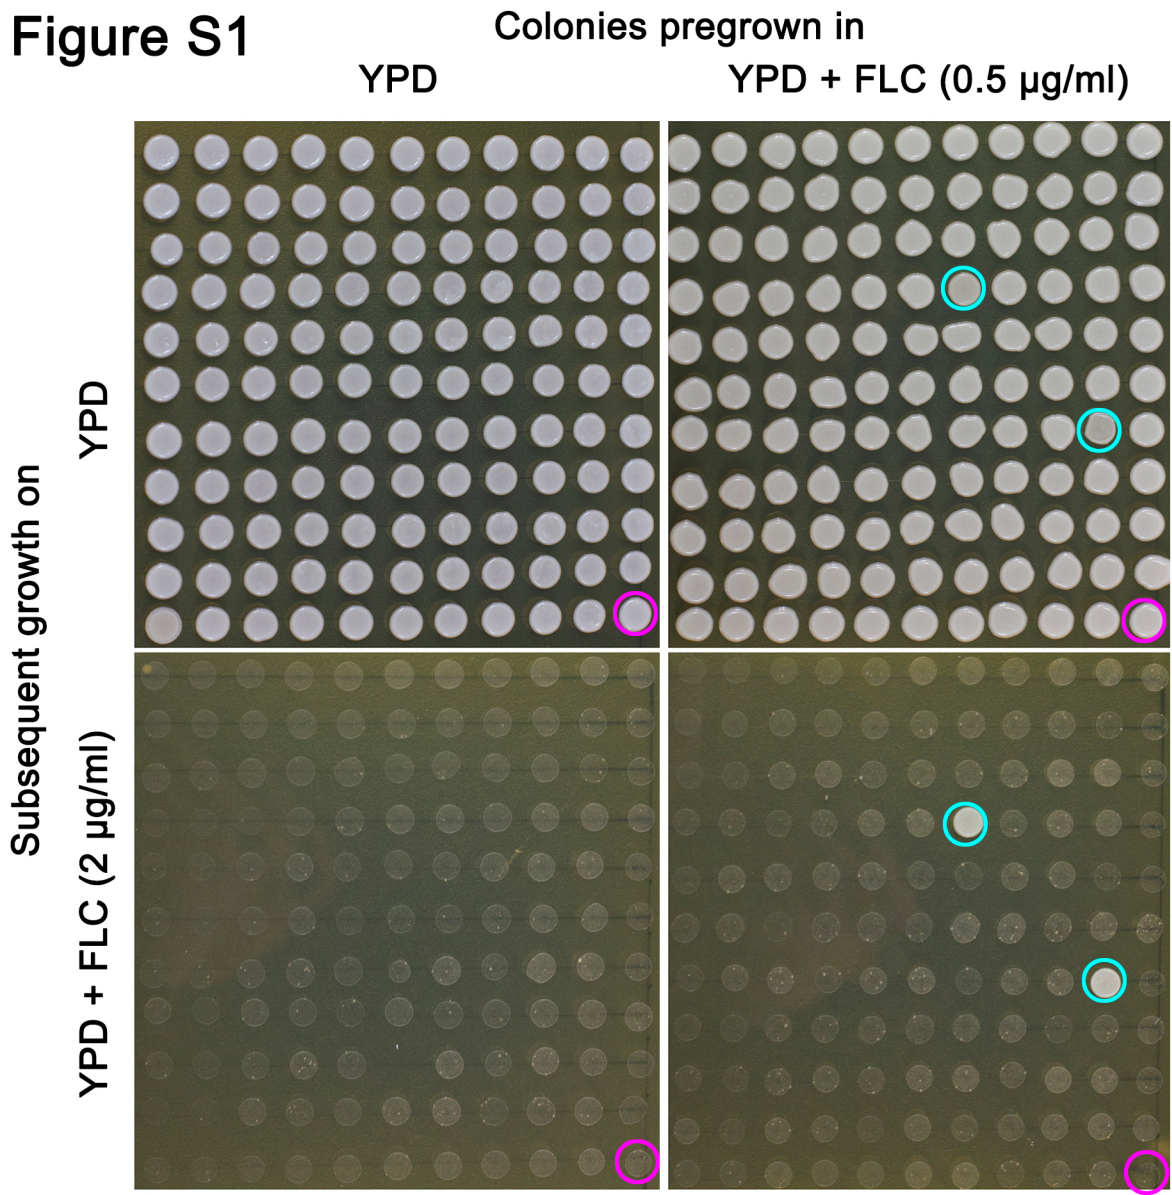 Figure S1
Colonies pregrown in
YPD
YPD + FLC (0.5 µg/ml)
Subsequent growth on
YPD
YPD + FLC (2 µg/ml)